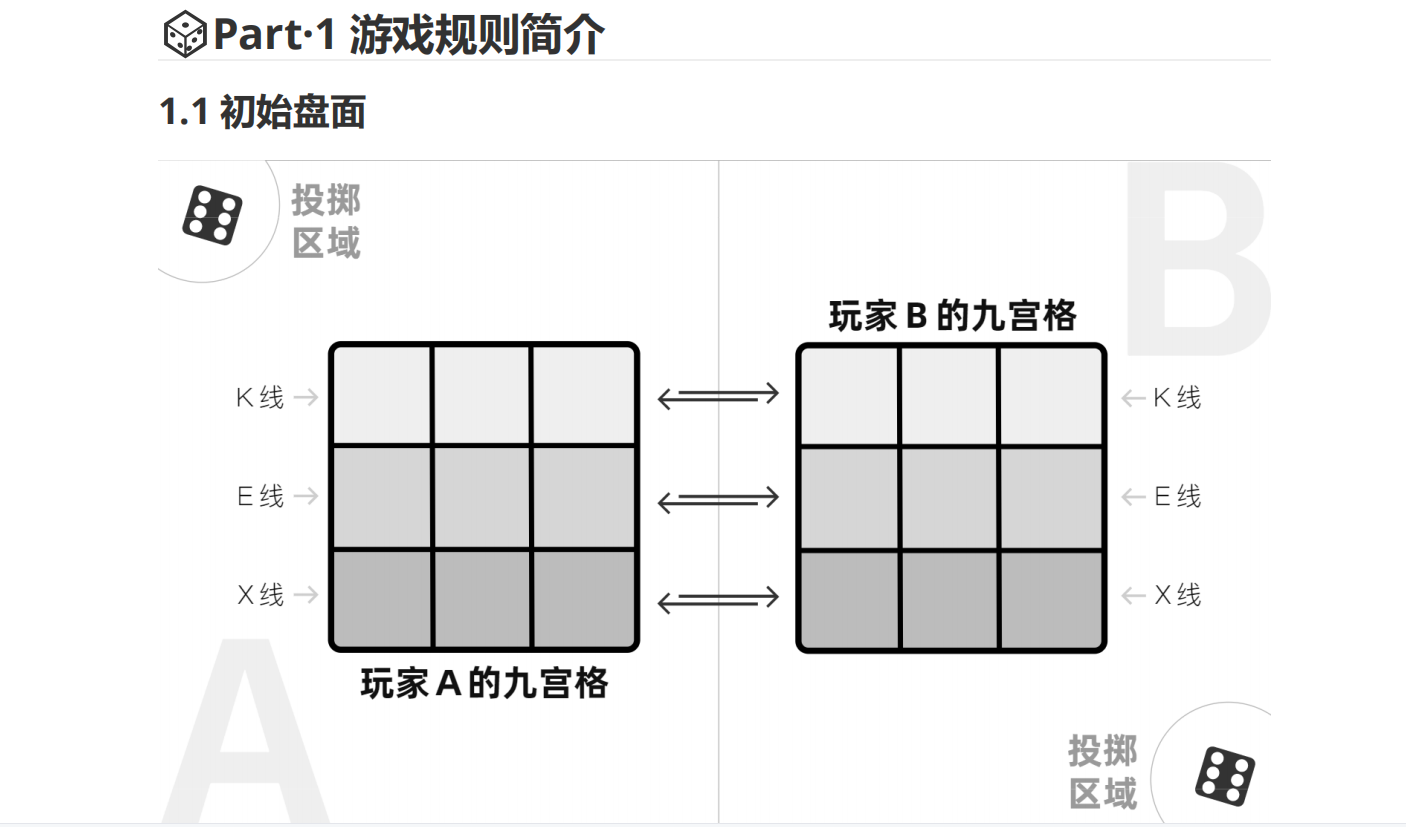 Part·1 游戏规则简介
1.1 初始盘面
投掷
区域
B
玩家 B 的九宫格
K 线
K 线
E 线
E 线
X 线
X 线
A
玩家 A 的九宫格
投掷
区域